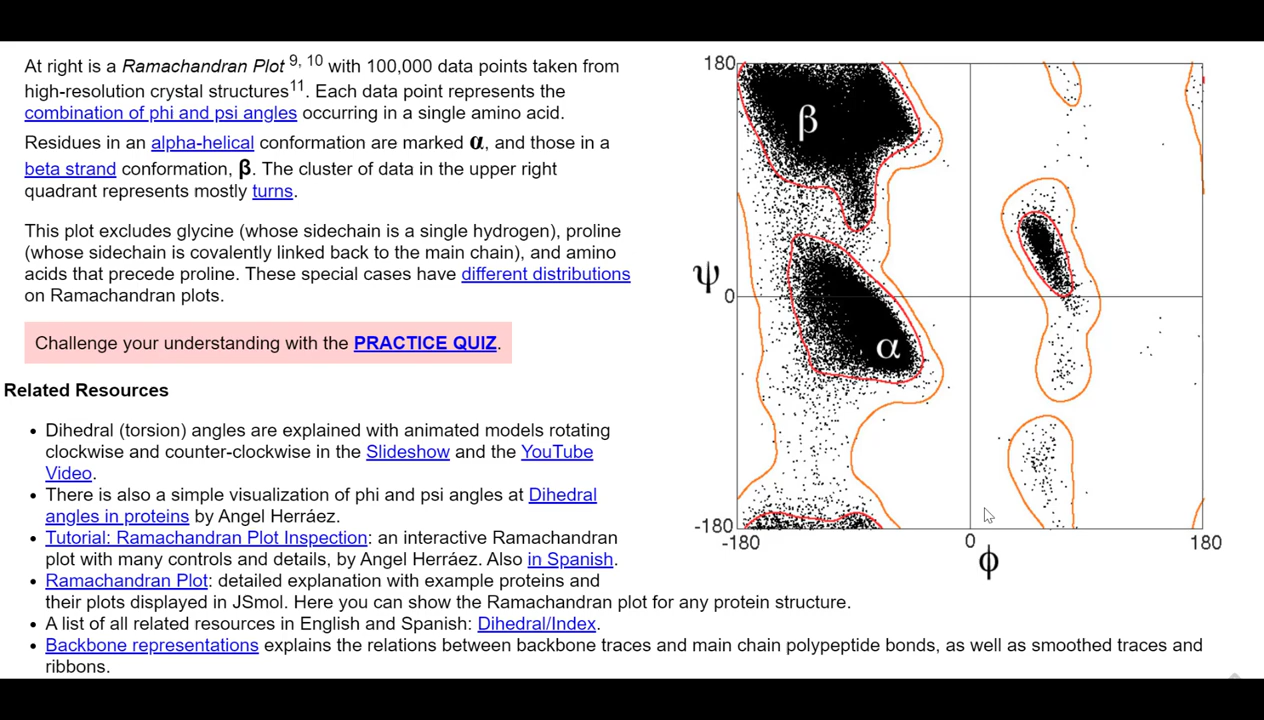 At right is a Ramachandran Plot 9, 10 with 100,000 data points taken from
high-resolution crystal structures11. Each data point represents the
combination of phi and psi angles occurring in a single amino acid.
Residues in an alpha-helical conformation are marked α, and those in a
beta strand conformation, β. The cluster of data in the upper right
quadrant represents mostly turns.
This plot excludes glycine (whose sidechain is a single hydrogen), proline
(whose sidechain is covalently linked back to the main chain), and amino
acids that precede proline. These special cases have different distributions
on Ramachandran plots.
Challenge your understanding with the PRACTICE QUIZ.
Related Resources
• Dihedral (torsion) angles are explained with animated models rotating
clockwise and counter-clockwise in the Slideshow and the YouTube
Video.
• There is also a simple visualization of phi and psi angles at Dihedral
angles in proteins by Angel Herráez.
• Tutorial: Ramachandran Plot Inspection: an interactive Ramachandran
plot with many controls and details, by Angel Herráez. Also in Spanish.
• Ramachandran Plot: detailed explanation with example proteins and
their plots displayed in JSmol. Here you can show the Ramachandran plot for any protein structure.
• A list of all related resources in English and Spanish: Dihedral/Index.
• Backbone representations explains the relations between backbone traces and main chain polypeptide bonds, as well as smoothed traces and
ribbons.
180
β
ψ
0
α
-180
-180 0 180
ϕ